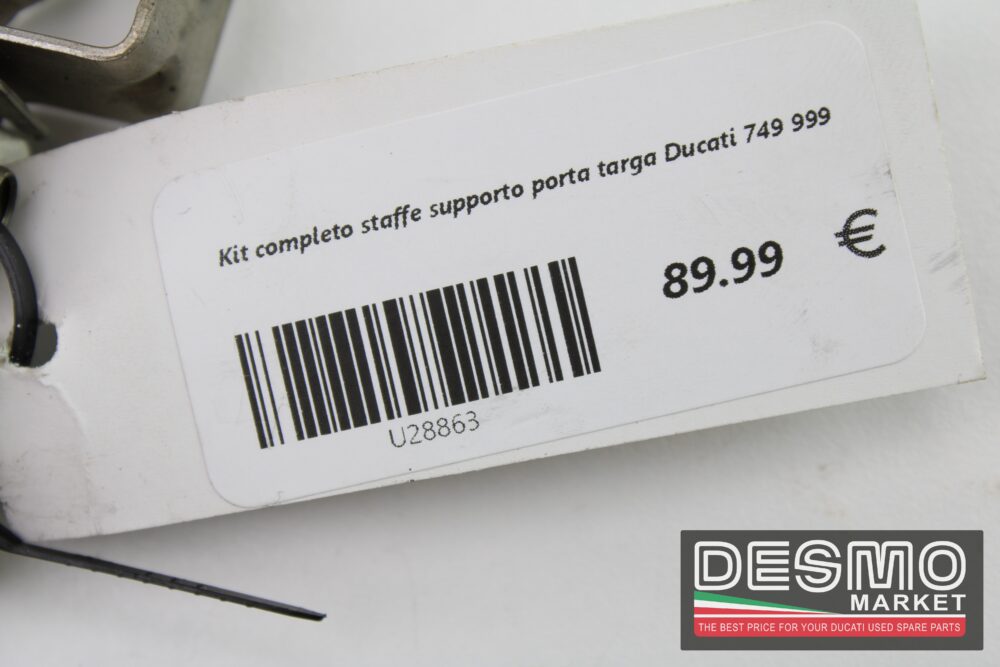 Kit completo staffe supporto porta targa Ducati 749 999
89.99 €
U28863
DESMO
MARKET
THE BEST PRICE FOR YOUR DUCATI USED SPARE PARTS